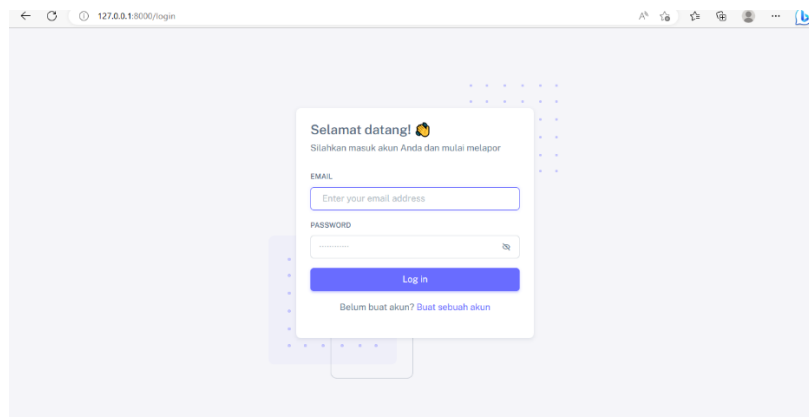 127.0.0.1:8000/login
Selamat datang! 👋
Silahkan masuk akun Anda dan mulai melapor
EMAIL
Enter your email address
PASSWORD
············
Log in
Belum buat akun? Buat sebuah akun